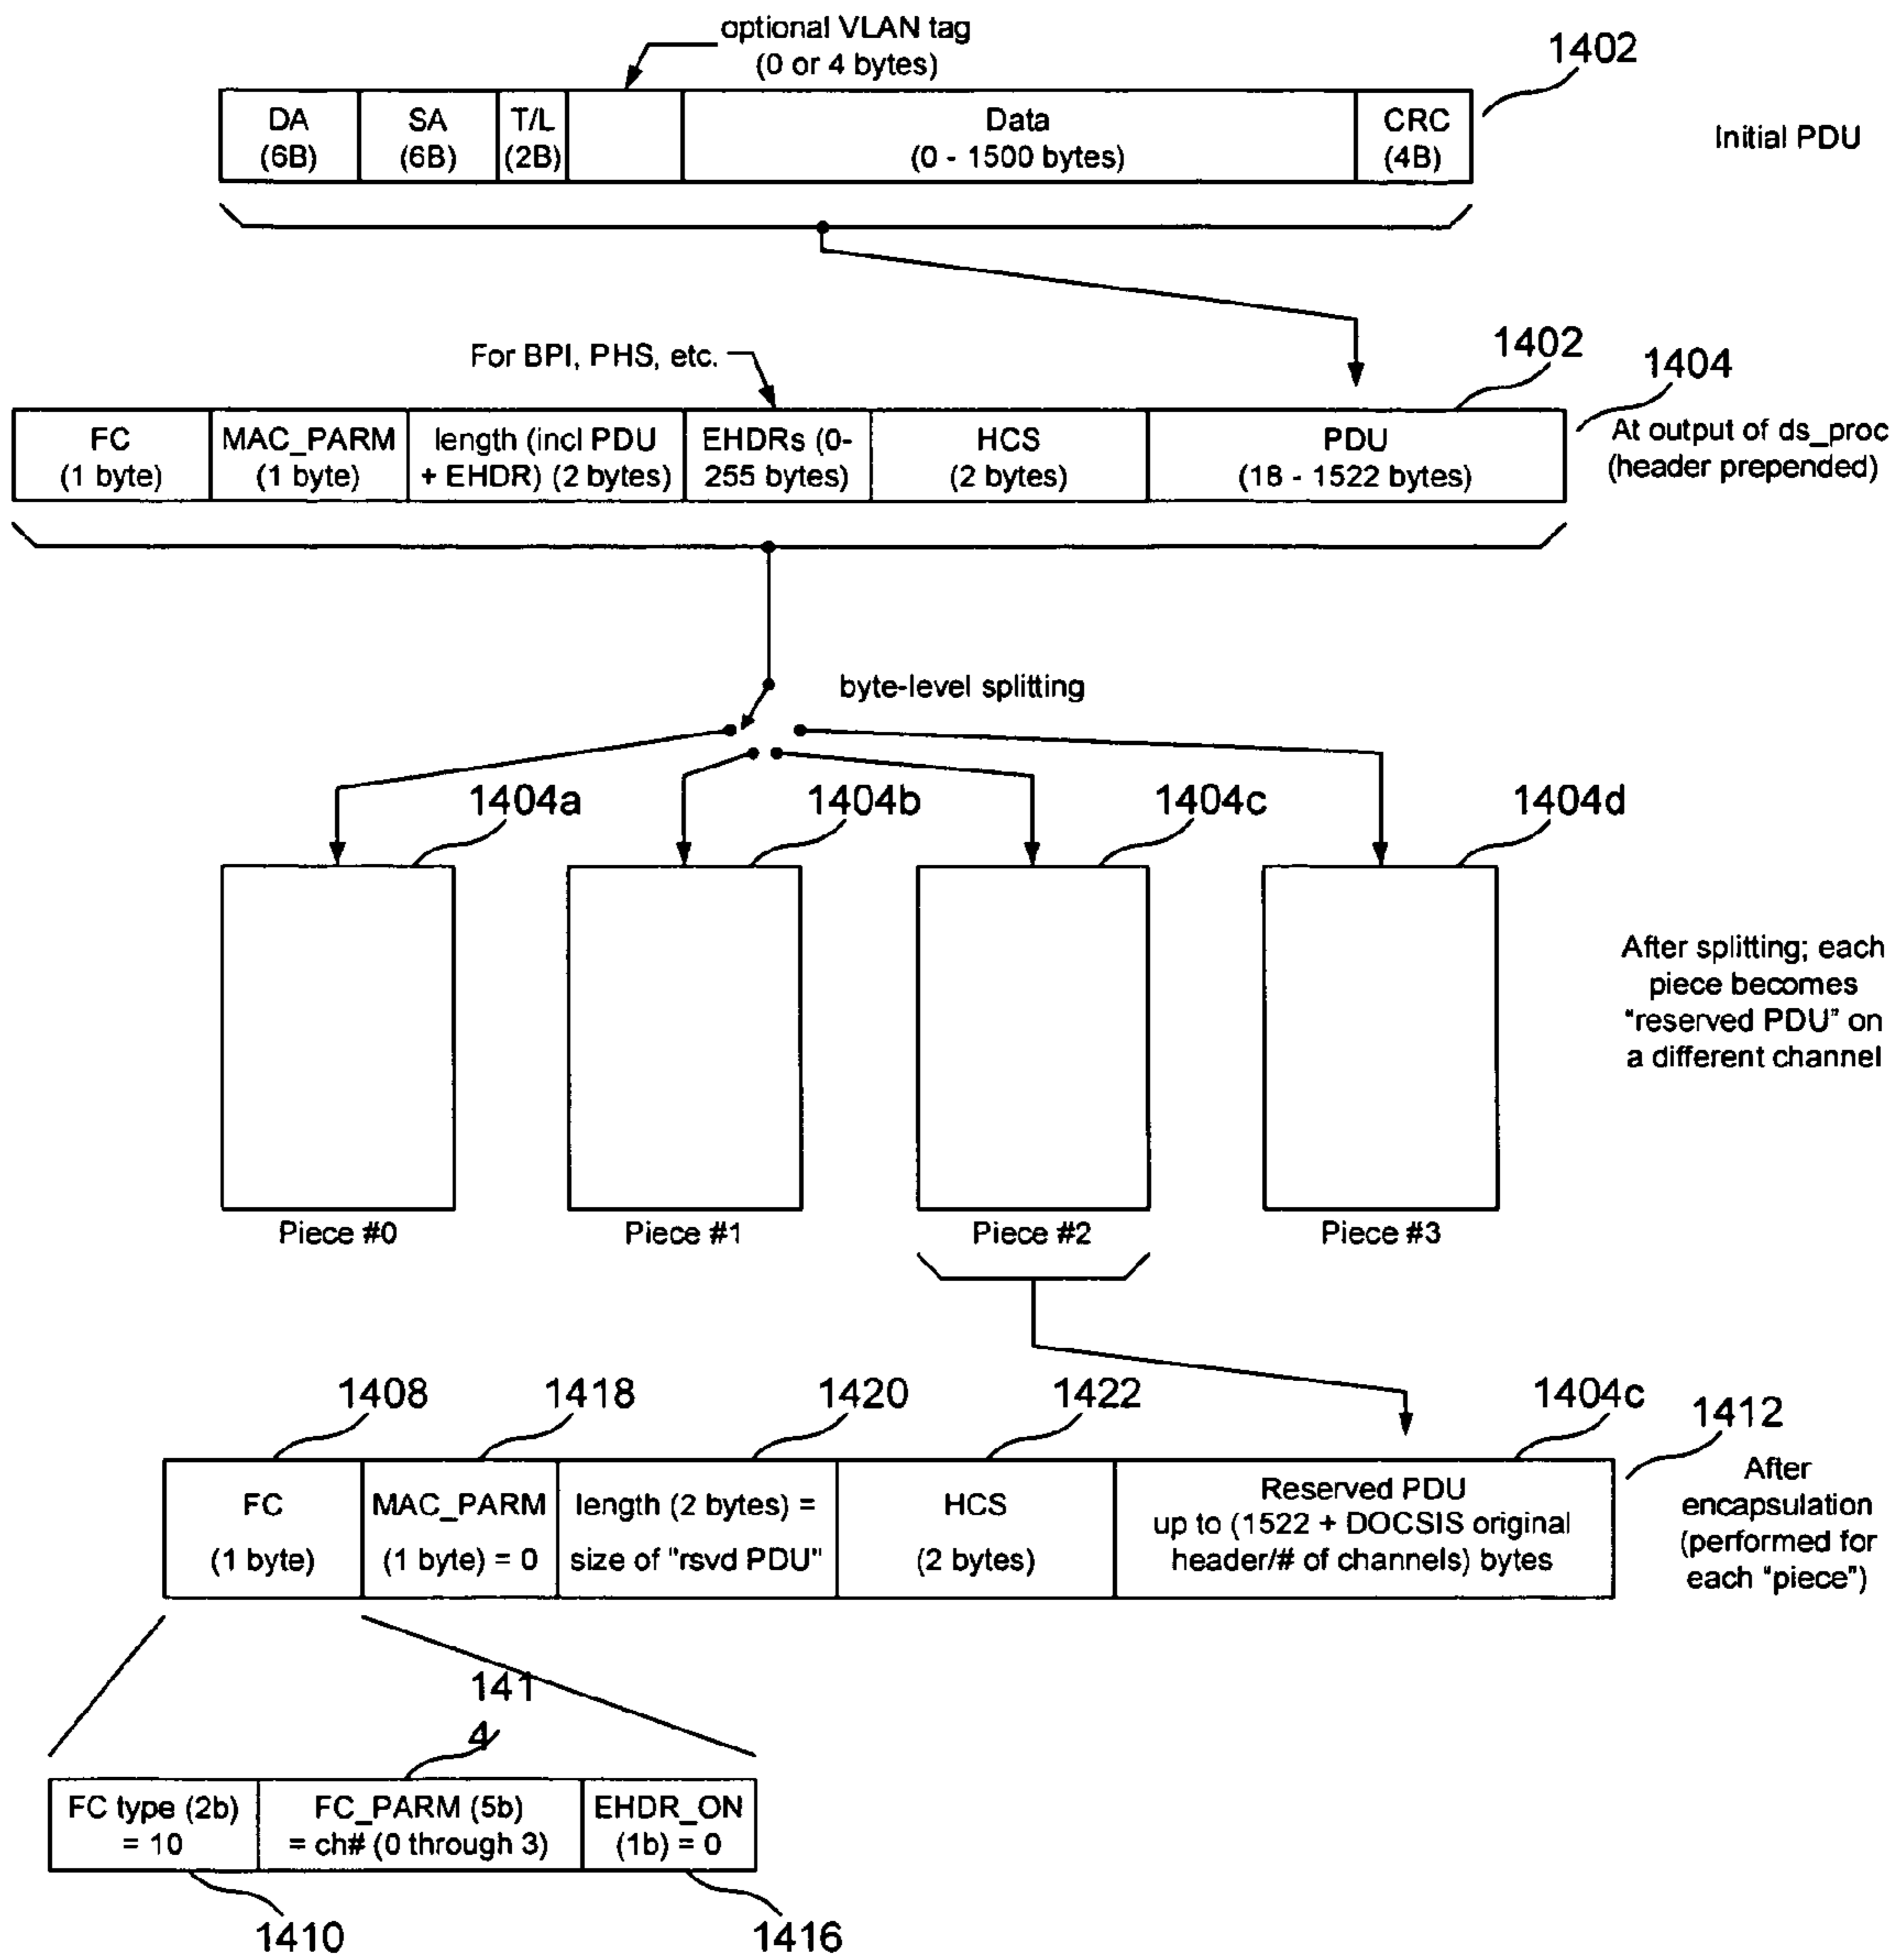 optional VLAN tag
(0 or 4 bytes)
1402
DA
(6B)
SA
(6B)
T/L
(2B)
Data
(0 - 1500 bytes)
CRC
(4B)
Initial PDU
For BPI, PHS, etc.
1402
1404
FC
(1 byte)
MAC_PARM
(1 byte)
length (incl PDU
+ EHDR) (2 bytes)
EHDRs (0-
255 bytes)
HCS
(2 bytes)
PDU
(18 - 1522 bytes)
At output of ds_proc
(header prepended)
byte-level splitting
1404a
1404b
1404c
1404d
After splitting; each
piece becomes
"reserved PDU" on
a different channel
Piece #0
Piece #1
Piece #2
Piece #3
1408
1418
1420
1422
1404c
1412
FC
(1 byte)
MAC_PARM
(1 byte) = 0
length (2 bytes) =
size of "rsvd PDU"
HCS
(2 bytes)
Reserved PDU
up to (1522 + DOCSIS original
header/# of channels) bytes
After
encapsulation
(performed for
each "piece")
141
4
FC type (2b)
= 10
FC_PARM (5b)
= ch# (0 through 3)
EHDR_ON
(1b) = 0
1410
1416